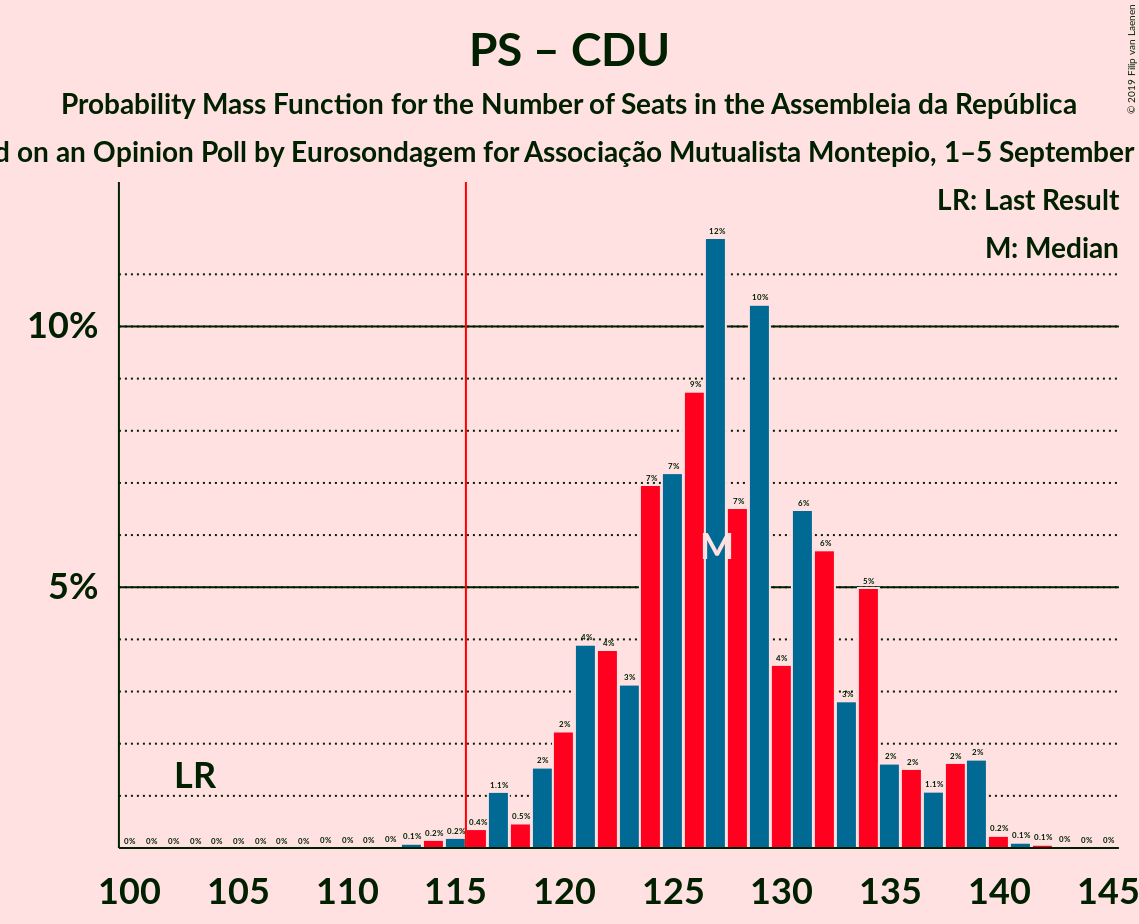 © 2019 Filip van Laenen
PS – CDU
Probability Mass Function for the Number of Seats in the Assembleia da República
on an Opinion Poll by Eurosondagem for Associação Mutualista Montepio, 1–5 September
LR: Last Result
M: Median
12%
10%
10%
9%
7% 7% 7%
M
6% 6%
5%
5%
4% 4% 4%
3% 3%
2% 2% 2% 2% 2% 2%
LR
1.1% 1.1%
0% 0% 0% 0% 0% 0% 0% 0% 0% 0% 0% 0% 0% 0.1% 0.2% 0.2% 0.4% 0.5% 0.2% 0.1% 0.1% 0% 0% 0%
100 105 110 115 120 125 130 135 140 145